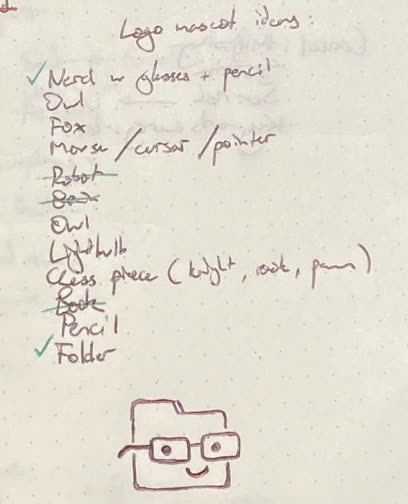 Logo mascot ideas:
Nerd w glasses + pencil
Owl
Fox
Mouse / cursor / pointer
Robot
Book
Owl
Lightbulb
Chess piece (knight, rook, pawn)
Book
Pencil
Folder